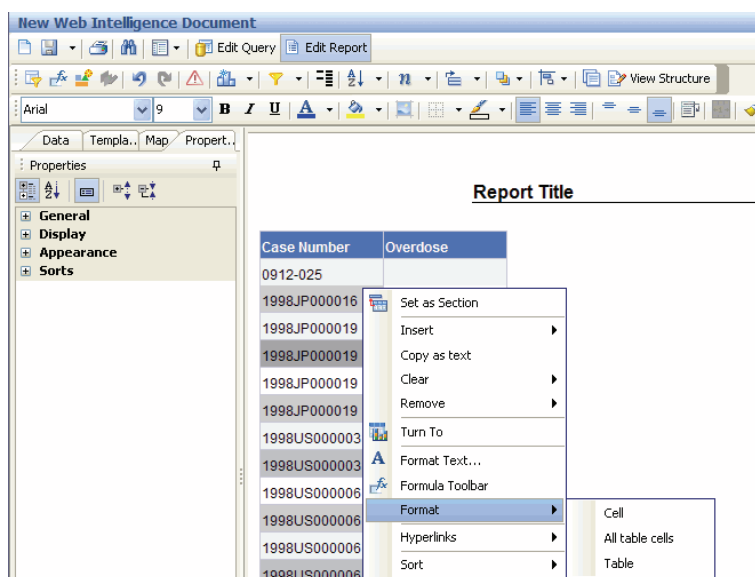 New Web Intelligence Document
Edit Query Edit Report
View Structure
Arial 9 B I U A
Data Templa.. Map Propert..
Properties
General
Display
Appearance
Sorts
Report Title
Case Number Overdose
0912-025
1998JP000016
1998JP000019
1998JP000019
1998JP000019
1998JP000019
1998US000003
1998US000003
1998US000006
1998US000006
1998US000006
1998US000006
Set as Section
Insert
Copy as text
Clear
Remove
Turn To
A Format Text...
Formula Toolbar
Format
Hyperlinks
Sort
Cell
All table cells
Table